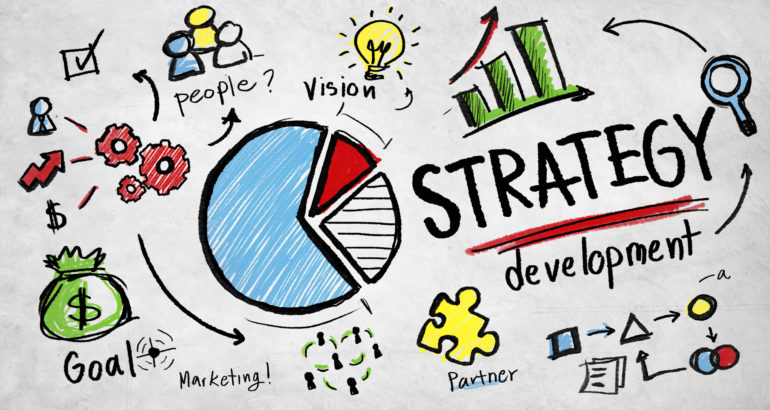 people?
Vision
STRATEGY
development
$
$
Goal
Marketing!
Partner
a